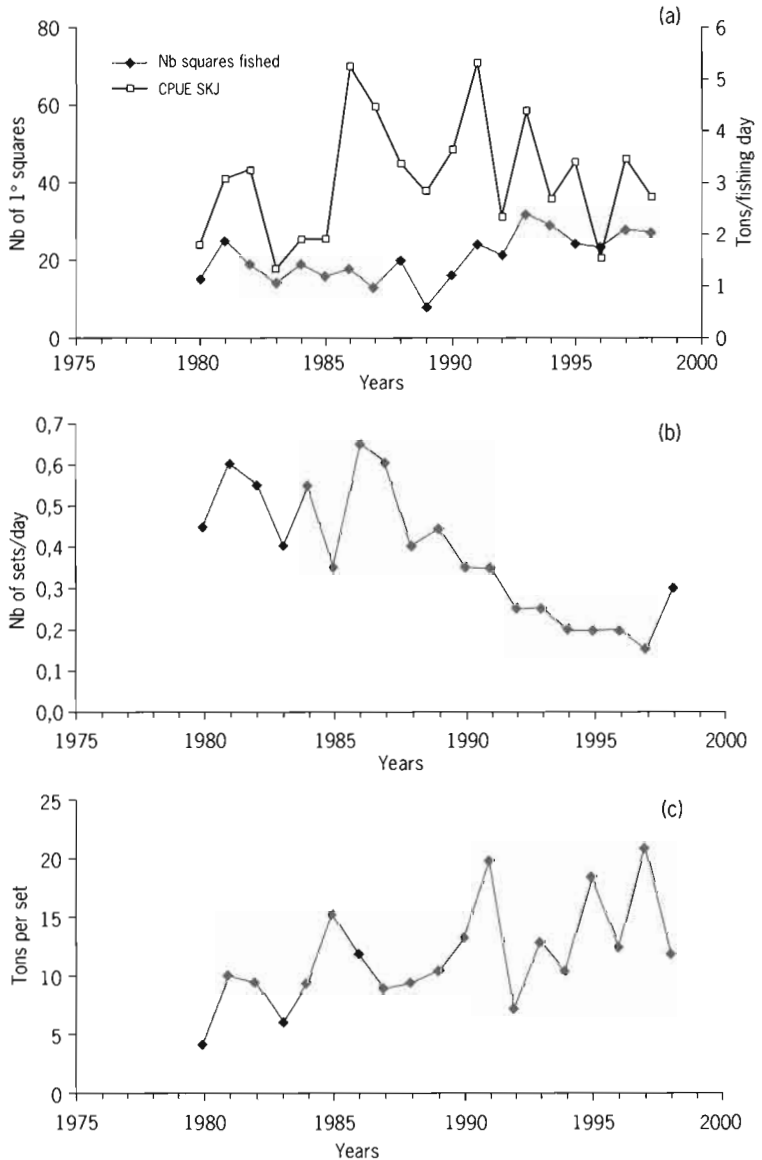 (a)
80
60
40
20
0
Nb of 1° squares
Nb squares fished
CPUE SKJ
6
5
4
3
2
1
0
Tons/fishing day
1975 1980 1985 1990 1995 2000
Years
(b)
0,7
0,6
0,5
0,4
0,3
0,2
0,1
0,0
Nb of sets/day
1975 1980 1985 1990 1995 2000
Years
(c)
25
20
15
10
5
0
Tons per set
1975 1980 1985 1990 1995 2000
Years